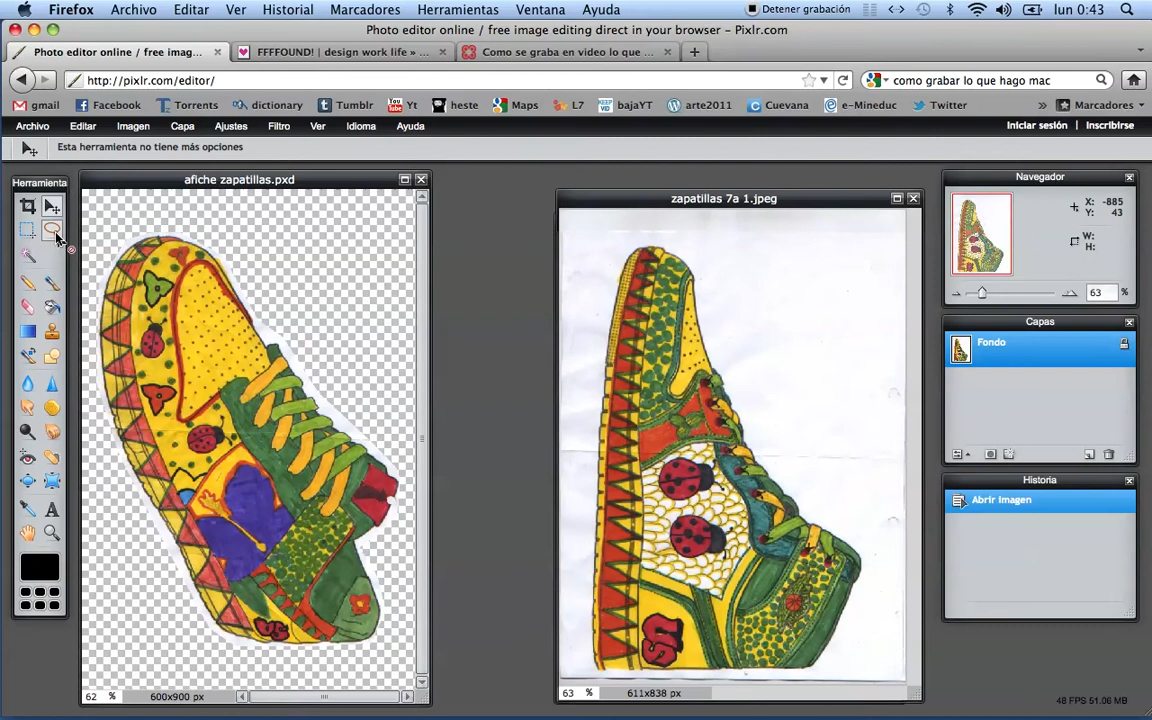 Firefox Archivo Editar Ver Historial Marcadores Herramientas Ventana Ayuda Detener grabación lun 0:43
Photo editor online / free image editing direct in your browser - Pixlr.com
Photo editor online / free imag... FFFFOUND! | design work life » ... Como se graba en video lo que ...
http://pixlr.com/editor/ como grabar lo que hago mac
gmail Facebook Torrents dictionary Tumblr Yt heste Maps L7 bajaYT arte2011 Cuevana e-Mineduc Twitter » Marcadores
Archivo Editar Imagen Capa Ajustes Filtro Ver Idioma Ayuda Iniciar sesión | Inscribirse
Esta herramienta no tiene más opciones
Herramienta
afiche zapatillas.pxd
62 % 600x900 px
zapatillas 7a 1.jpeg
63 % 611x838 px
Navegador
X: -885
Y: 43
W:
H:
63 %
Capas
Fondo
Historia
Abrir imagen
48 FPS 51.06 MB